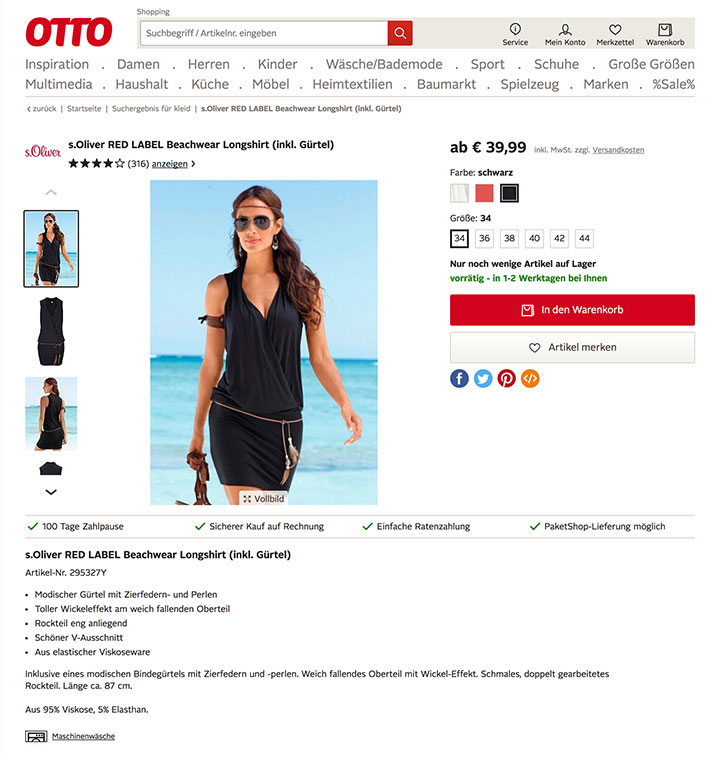 Shopping
OTTO
Suchbegriff / Artikelnr. eingeben
Service
Mein Konto
Merkzettel
Warenkorb
Inspiration . Damen . Herren . Kinder . Wäsche/Bademode . Sport . Schuhe . Große Größen
Multimedia . Haushalt . Küche . Möbel . Heimtextilien . Baumarkt . Spielzeug . Marken . %Sale%
‹ zurück | Startseite | Suchergebnis für kleid | s.Oliver RED LABEL Beachwear Longshirt (inkl. Gürtel)
s.Oliver
s.Oliver RED LABEL Beachwear Longshirt (inkl. Gürtel)
(316) anzeigen ›
Vollbild
ab € 39,99 inkl. MwSt. zzgl. Versandkosten
Farbe: schwarz
Größe: 34
34 36 38 40 42 44
Nur noch wenige Artikel auf Lager
vorrätig - in 1-2 Werktagen bei Ihnen
In den Warenkorb
Artikel merken
100 Tage Zahlpause
Sicherer Kauf auf Rechnung
Einfache Ratenzahlung
PaketShop-Lieferung möglich
s.Oliver RED LABEL Beachwear Longshirt (inkl. Gürtel)
Artikel-Nr. 295327Y
• Modischer Gürtel mit Zierfedern- und Perlen
• Toller Wickeleffekt am weich fallenden Oberteil
• Rockteil eng anliegend
• Schöner V-Ausschnitt
• Aus elastischer Viskoseware
Inklusive eines modischen Bindegürtels mit Zierfedern und -perlen. Weich fallendes Oberteil mit Wickel-Effekt. Schmales, doppelt gearbeitetes
Rockteil. Länge ca. 87 cm.
Aus 95% Viskose, 5% Elasthan.
Maschinenwäsche